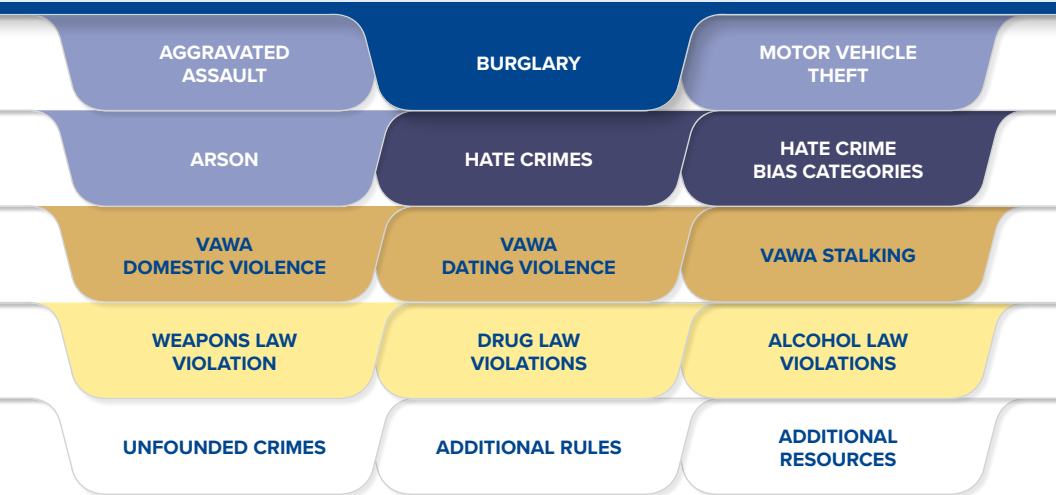 AGGRAVATED
ASSAULT
BURGLARY
MOTOR VEHICLE
THEFT
ARSON
HATE CRIMES
HATE CRIME
BIAS CATEGORIES
VAWA
DOMESTIC VIOLENCE
VAWA
DATING VIOLENCE
VAWA STALKING
WEAPONS LAW
VIOLATION
DRUG LAW
VIOLATIONS
ALCOHOL LAW
VIOLATIONS
UNFOUNDED CRIMES
ADDITIONAL RULES
ADDITIONAL
RESOURCES